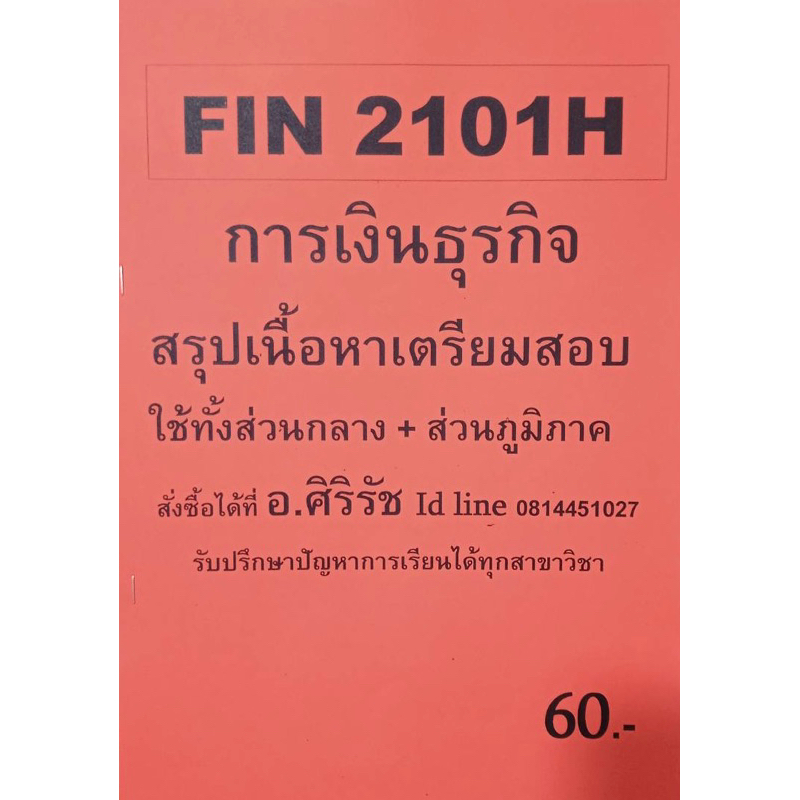 FIN 2101H
การเงินธุรกิจ
สรุปเนื้อหาเตรียมสอบ
ใช้ทั้งส่วนกลาง + ส่วนภูมิภาค
สั่งซื้อได้ที่ อ.ศิริรัช Id line 0814451027
รับปรึกษาปัญหาการเรียนได้ทุกสาขาวิชา
60.-